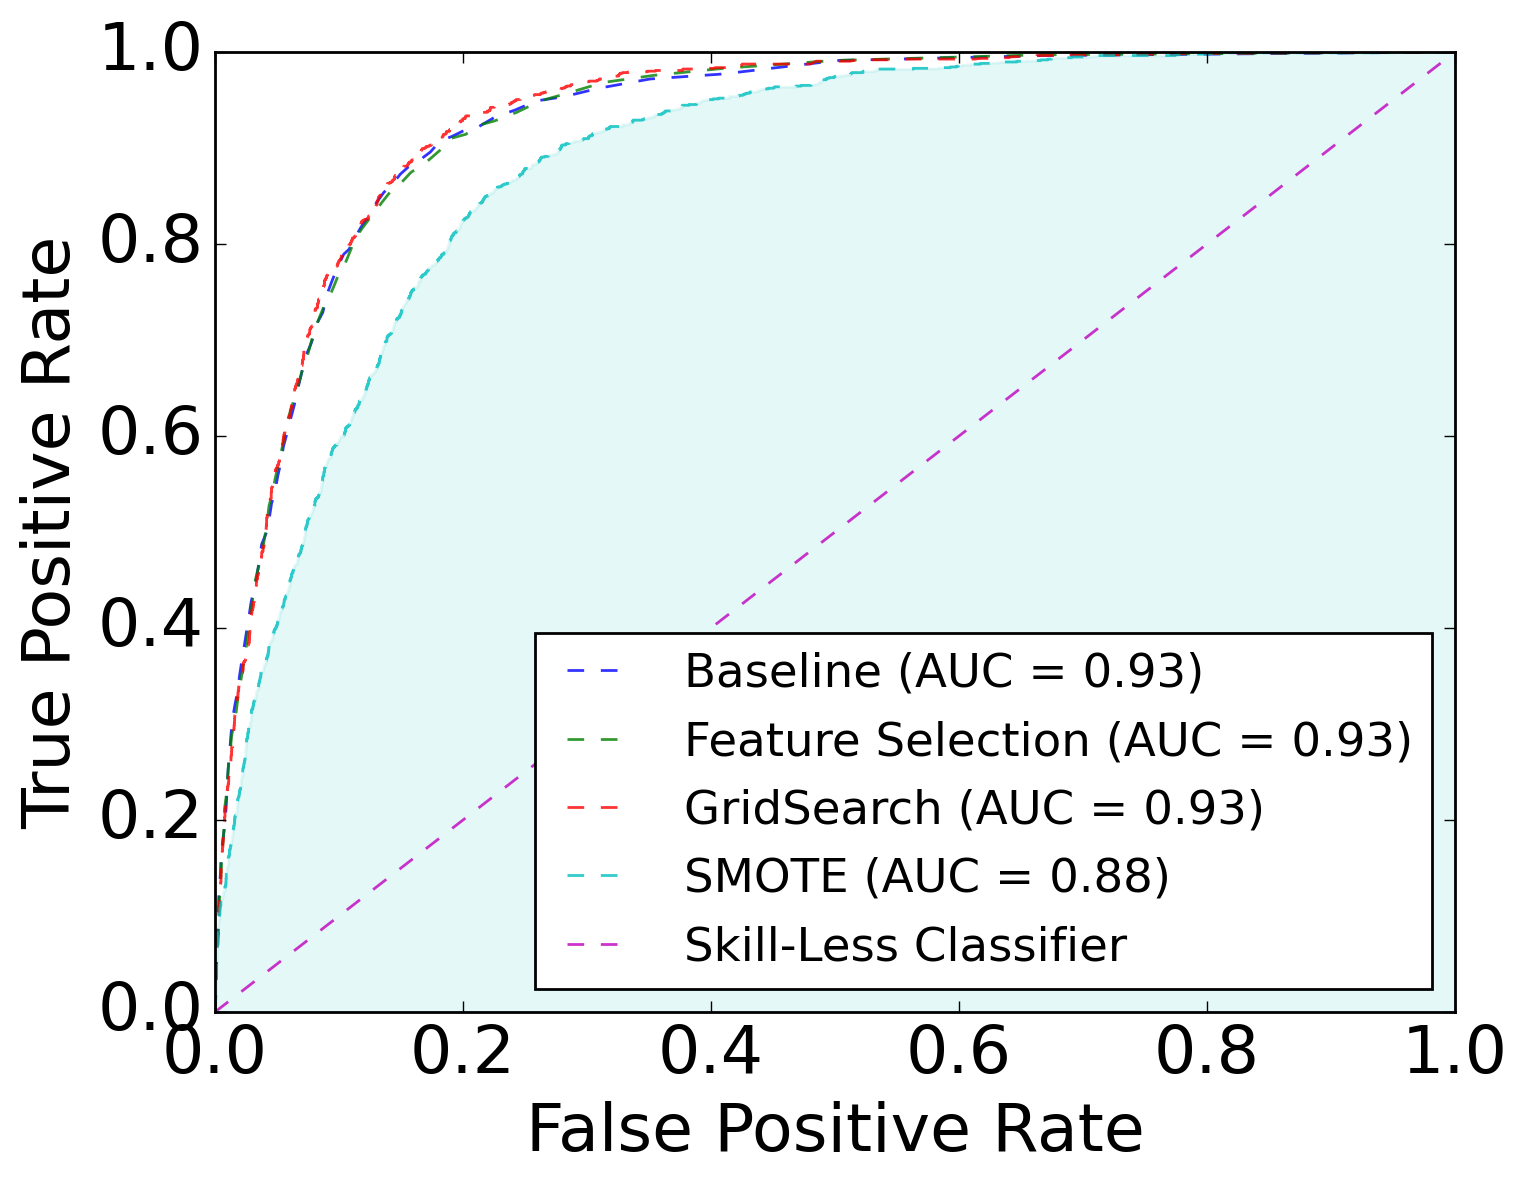 1.0
0.8
0.6
0.4
0.2
0.0
True Positive Rate
Baseline (AUC = 0.93)
Feature Selection (AUC = 0.93)
GridSearch (AUC = 0.93)
SMOTE (AUC = 0.88)
Skill-Less Classifier
0.0 0.2 0.4 0.6 0.8 1.0
False Positive Rate